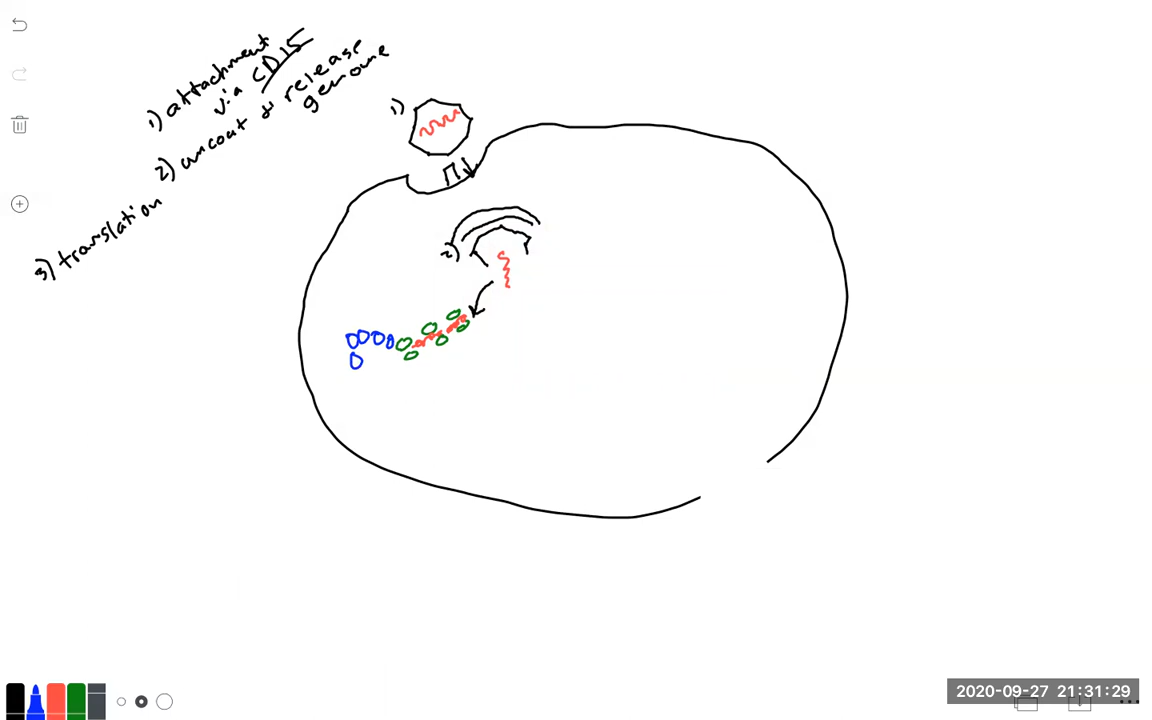 1) attachment
via CD15
2) uncoat & release
genome
3) translation
1)
2)
2020-09-27 21:31:29